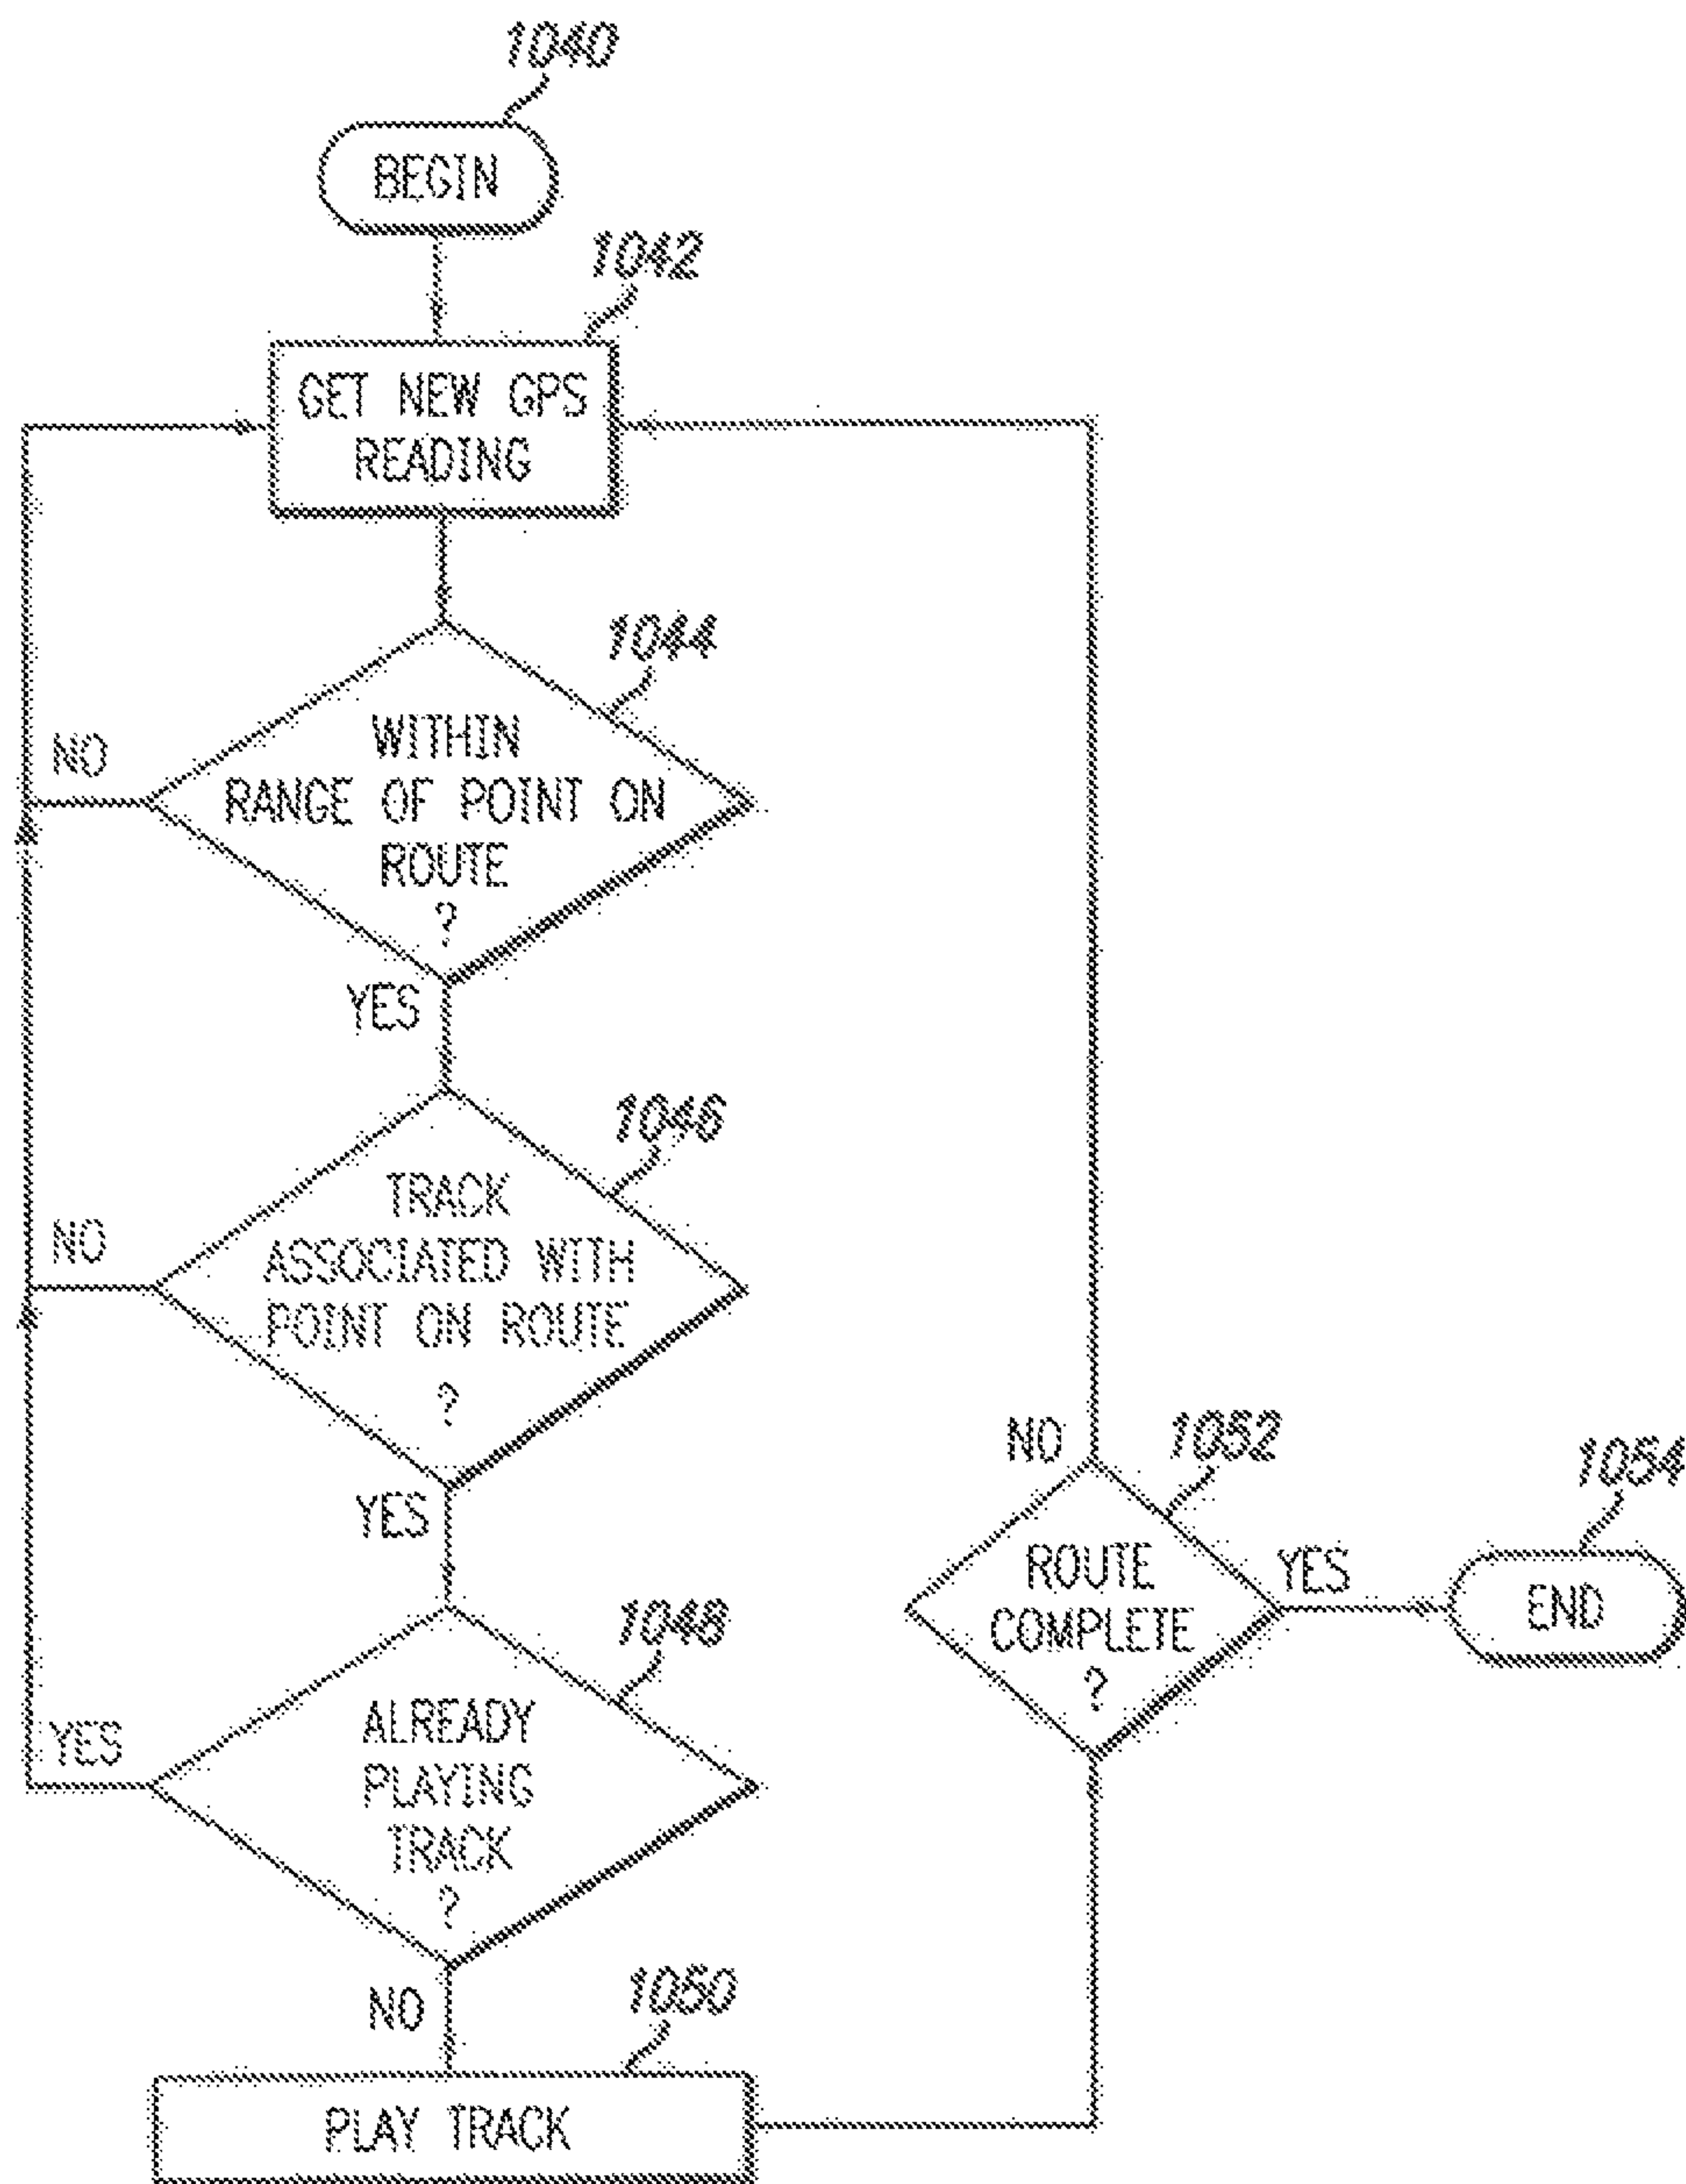 1040
BEGIN
1042
GET NEW GPS
READING
1044
WITHIN
RANGE OF POINT ON
ROUTE
?
NO
YES
1046
TRACK
ASSOCIATED WITH
POINT ON ROUTE
?
NO
YES
1048
ALREADY
PLAYING
TRACK
?
YES
NO
1050
PLAY TRACK
NO
1052
ROUTE
COMPLETE
?
YES
1054
END